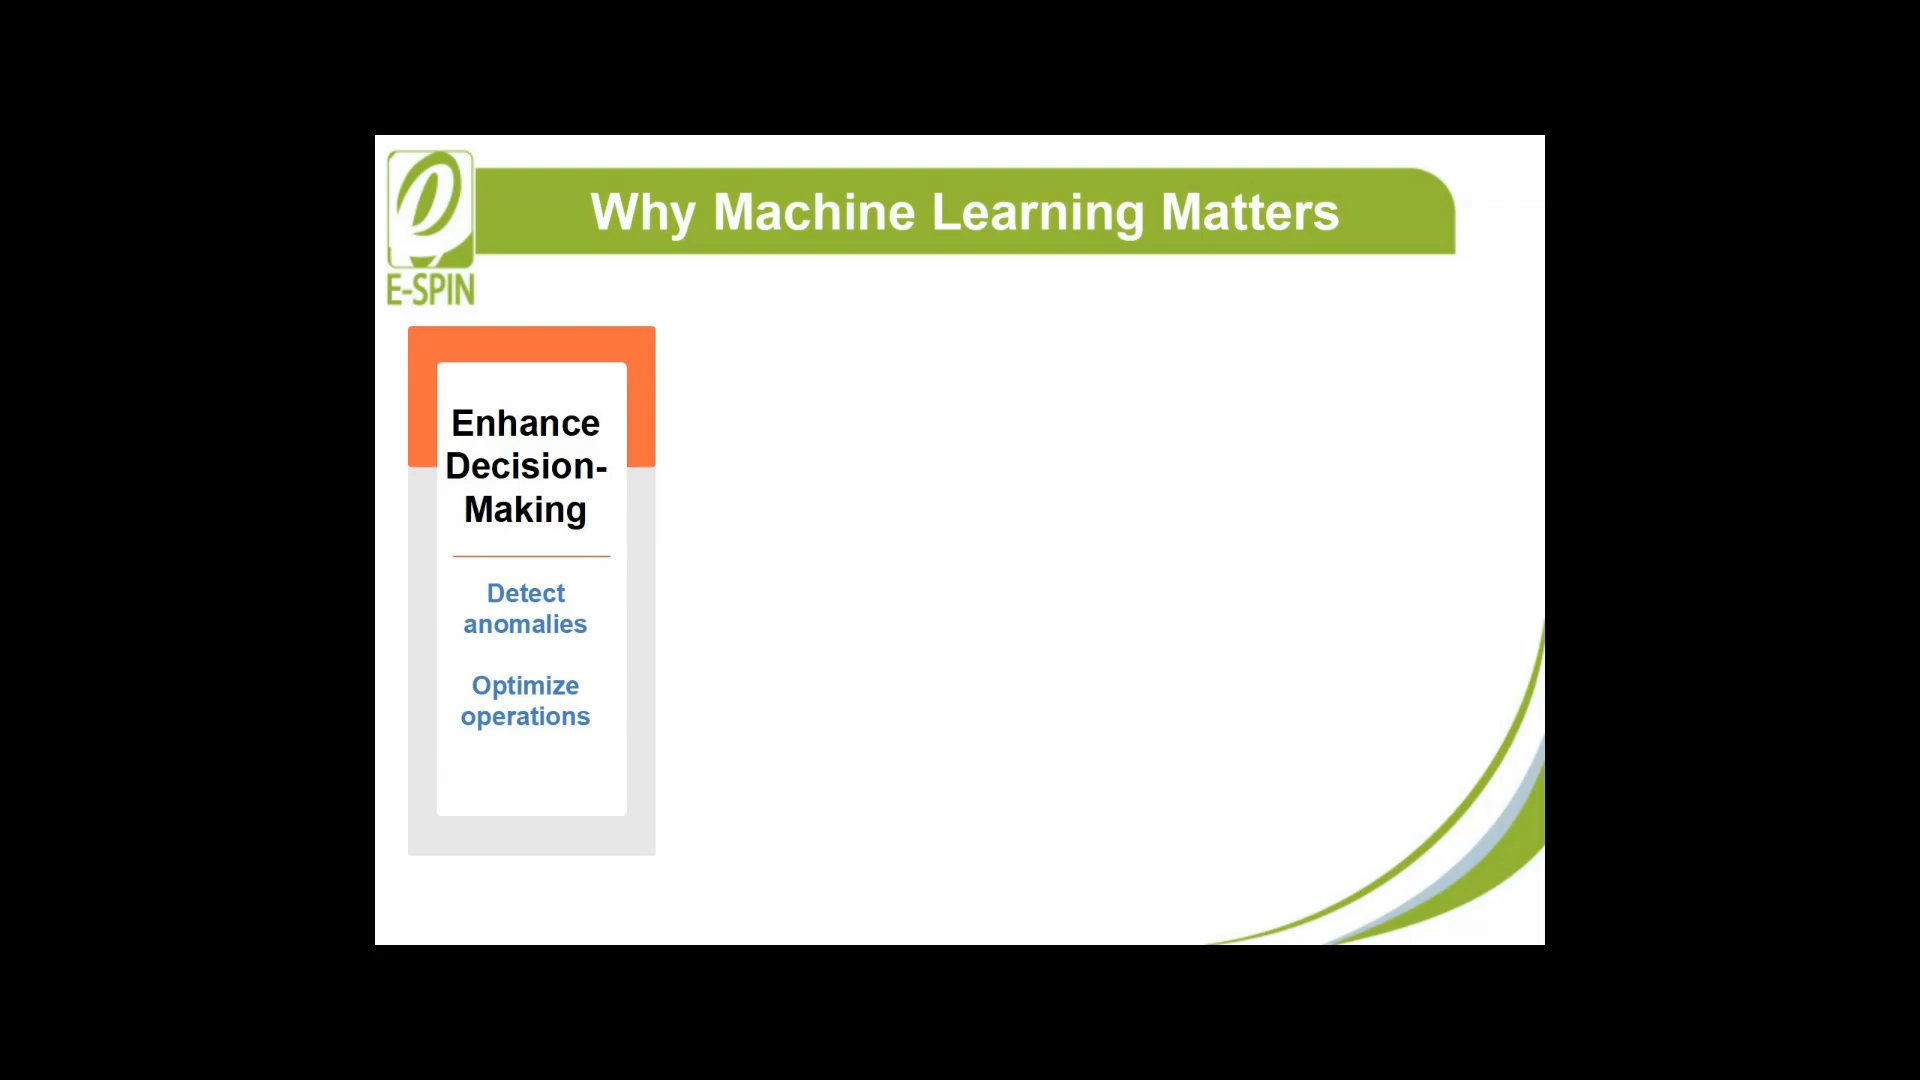 Why Machine Learning Matters
E-SPIN
Enhance
Decision-
Making
Detect
anomalies
Optimize
operations